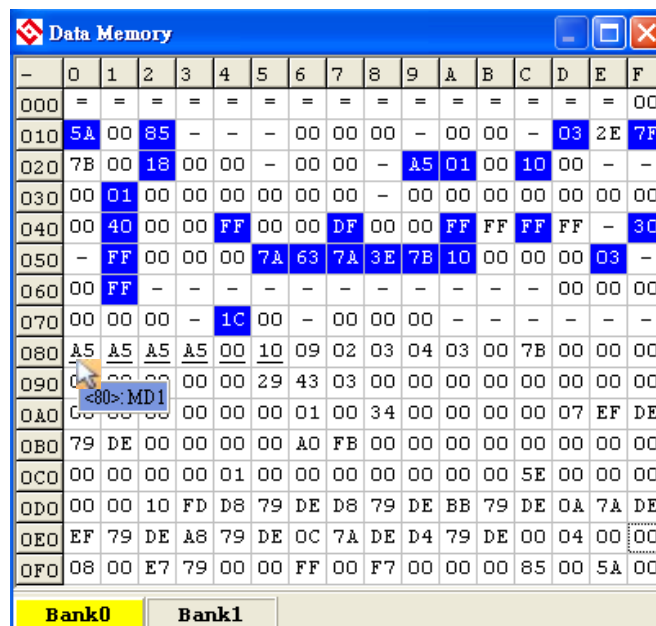 Data Memory
– 0 1 2 3 4 5 6 7 8 9 A B C D E F
000 = = = = = = = = = = = = = = = 00
010 5A 00 85 – – – 00 00 00 – 00 00 – 03 2E 7F
020 7B 00 18 00 00 – 00 00 – A5 01 00 10 00 – –
030 00 01 00 00 00 00 00 00 – 00 00 00 00 00 00 00
040 00 40 00 00 FF 00 00 DF 00 00 FF FF FF FF – 30
050 – FF 00 00 00 7A 63 7A 3E 7B 10 00 00 00 03 –
060 00 FF – – – – – – – – – – – 00 00 00
070 00 00 00 – 1C 00 – 00 00 00 – – – – – –
080 A5 A5 A5 A5 00 10 09 02 03 04 03 00 7B 00 00 00
090 00 00 29 43 03 00 00 00 00 00 00 00 00
<80>: MD1
0A0 00 00 00 00 00 00 01 00 34 00 00 00 00 07 EF DE
0B0 79 DE 00 00 00 00 A0 FB 00 00 00 00 00 00 00 00
0C0 00 00 00 00 01 00 00 00 00 00 00 00 5E 00 00 00
0D0 00 00 10 FD D8 79 DE D8 79 DE BB 79 DE 0A 7A DE
0E0 EF 79 DE A8 79 DE 0C 7A DE D4 79 DE 00 04 00 00
0F0 08 00 E7 79 00 00 FF 00 F7 00 00 00 85 00 5A 00
Bank0 Bank1